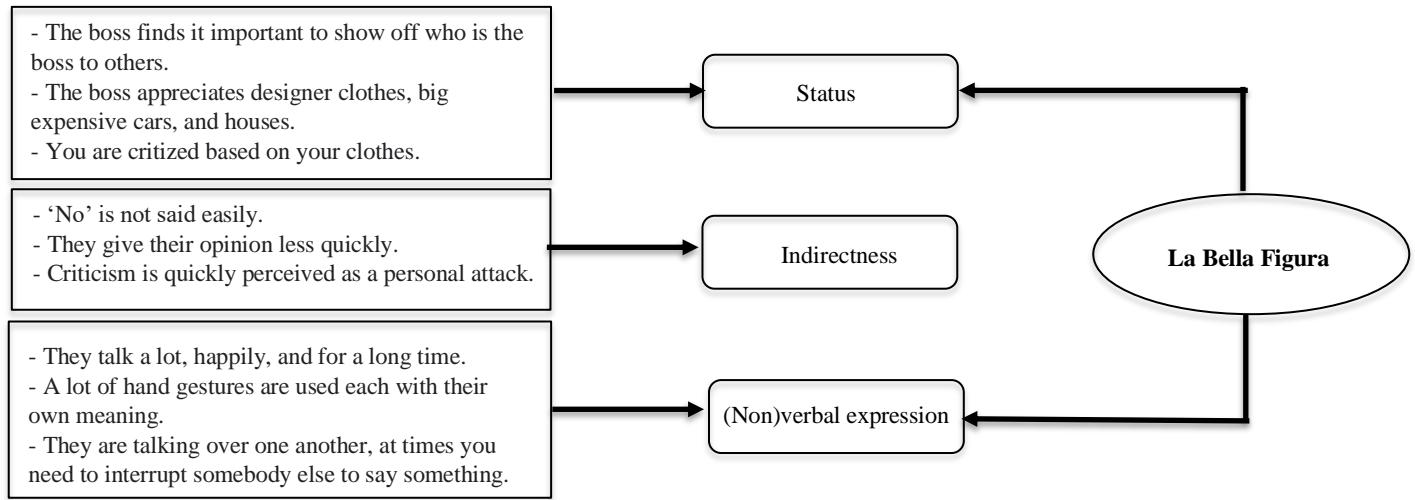 - The boss finds it important to show off who is the
boss to others.
- The boss appreciates designer clothes, big
expensive cars, and houses.
- You are critized based on your clothes.
Status
- ‘No’ is not said easily.
- They give their opinion less quickly.
- Criticism is quickly perceived as a personal attack.
Indirectness
La Bella Figura
- They talk a lot, happily, and for a long time.
- A lot of hand gestures are used each with their
own meaning.
- They are talking over one another, at times you
need to interrupt somebody else to say something.
(Non)verbal expression